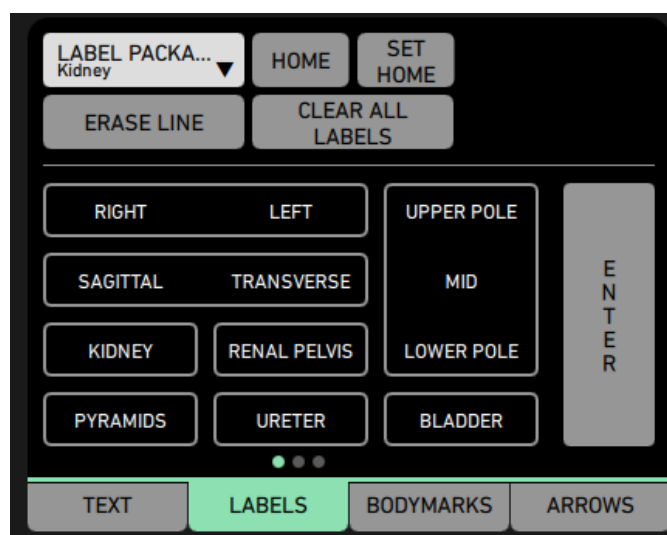 LABEL PACKA...
Kidney
HOME
SET
HOME
ERASE LINE
CLEAR ALL
LABELS
RIGHT LEFT
UPPER POLE
SAGITTAL TRANSVERSE
MID
KIDNEY
RENAL PELVIS
LOWER POLE
PYRAMIDS
URETER
BLADDER
E
N
T
E
R
TEXT
LABELS
BODYMARKS
ARROWS